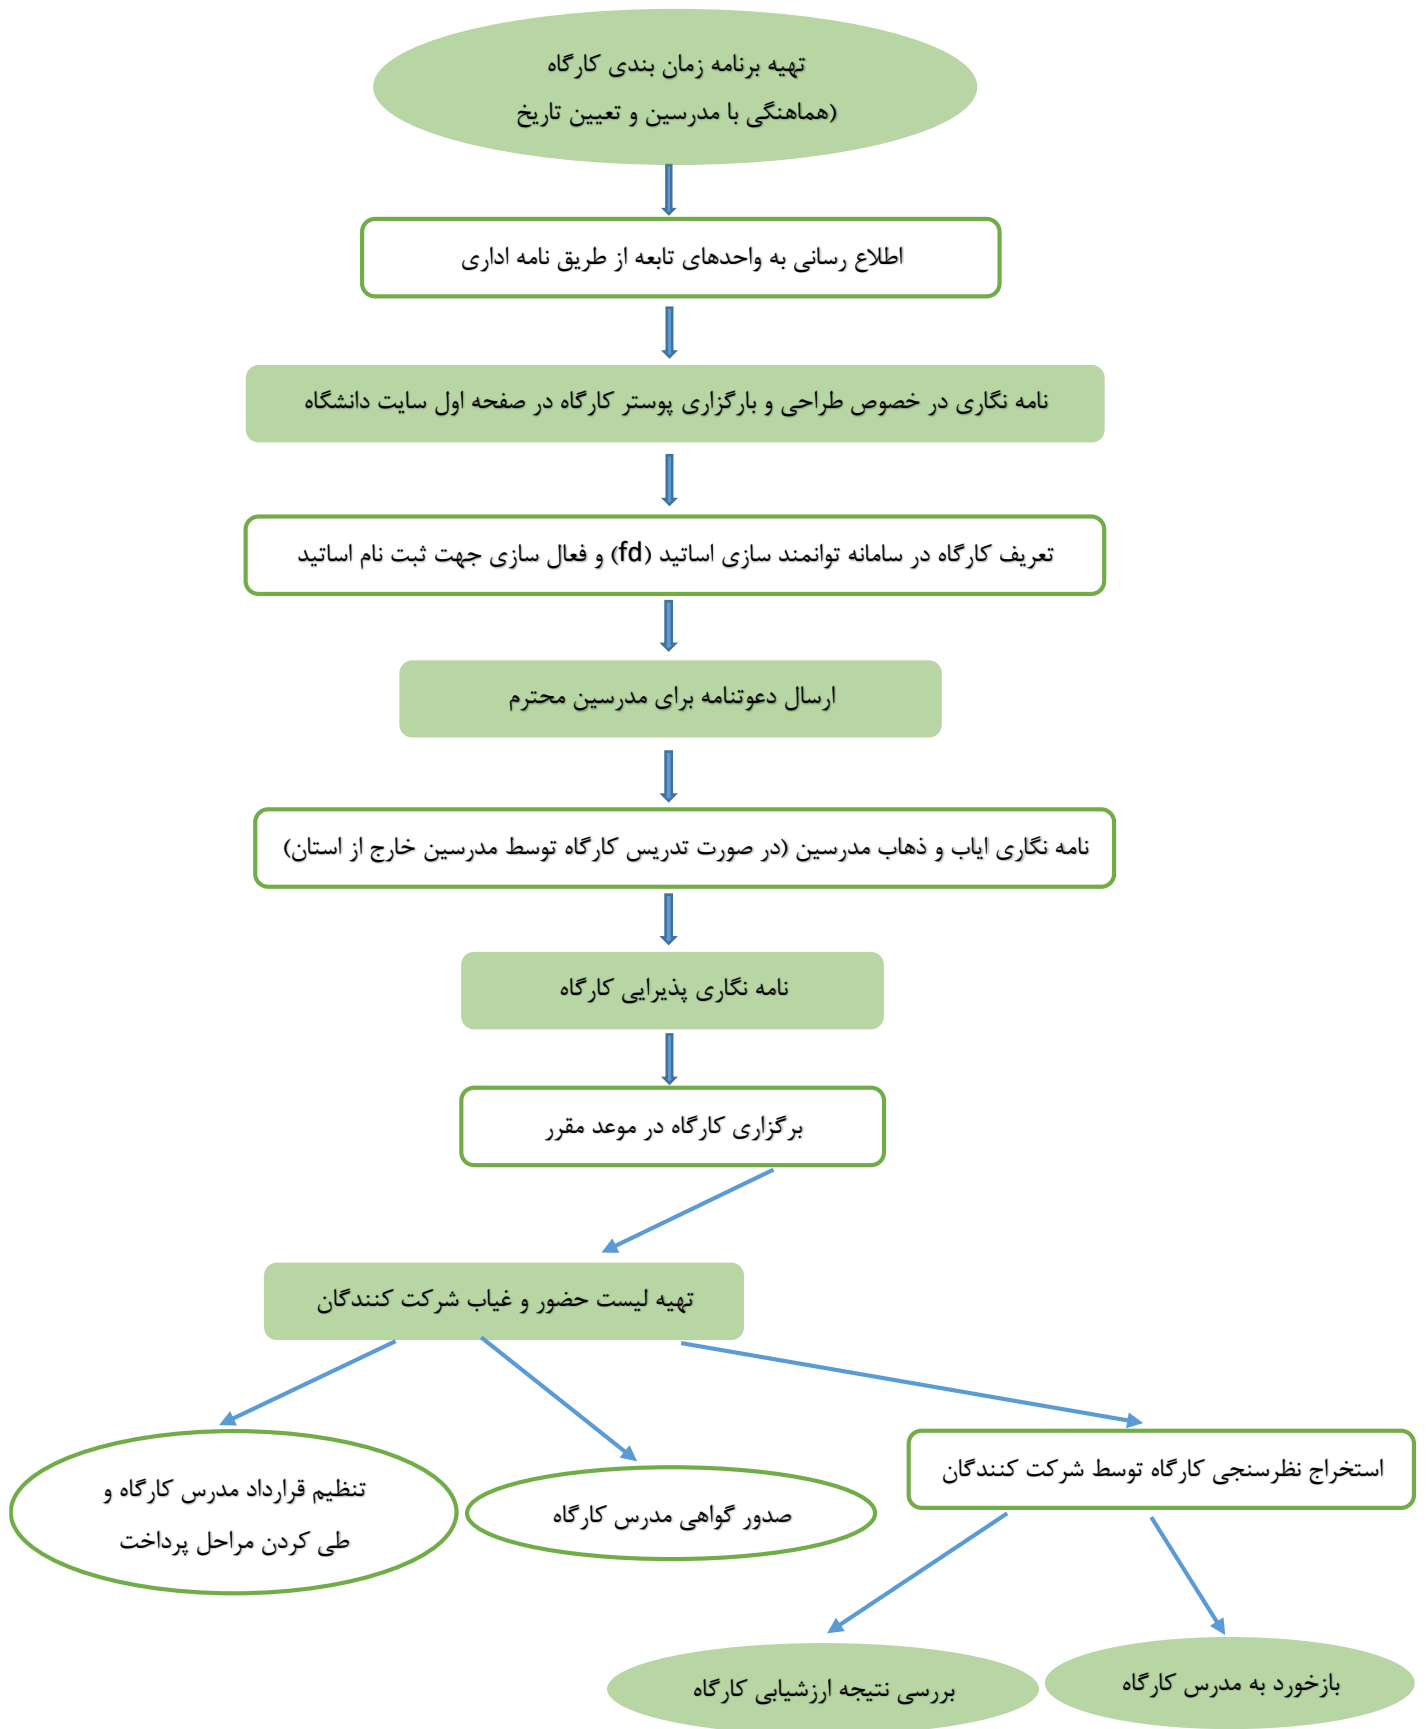 تهیه برنامه زمان بندی کارگاه
(هماهنگی با مدرسین و تعیین تاریخ
اطلاع رسانی به واحدهای تابعه از طریق نامه اداری
نامه نگاری در خصوص طراحی و بارگزاری پوستر کارگاه در صفحه اول سایت دانشگاه
تعریف کارگاه در سامانه توانمند سازی اساتید (fd) و فعال سازی جهت ثبت نام اساتید
ارسال دعوتنامه برای مدرسین محترم
نامه نگاری ایاب و ذهاب مدرسین (در صورت تدریس کارگاه توسط مدرسین خارج از استان)
نامه نگاری پذیرایی کارگاه
برگزاری کارگاه در موعد مقرر
تهیه لیست حضور و غیاب شرکت کنندگان
استخراج نظرسنجی کارگاه توسط شرکت کنندگان
صدور گواهی مدرس کارگاه
تنظیم قرارداد مدرس کارگاه و
طی کردن مراحل پرداخت
بازخورد به مدرس کارگاه
بررسی نتیجه ارزشیابی کارگاه